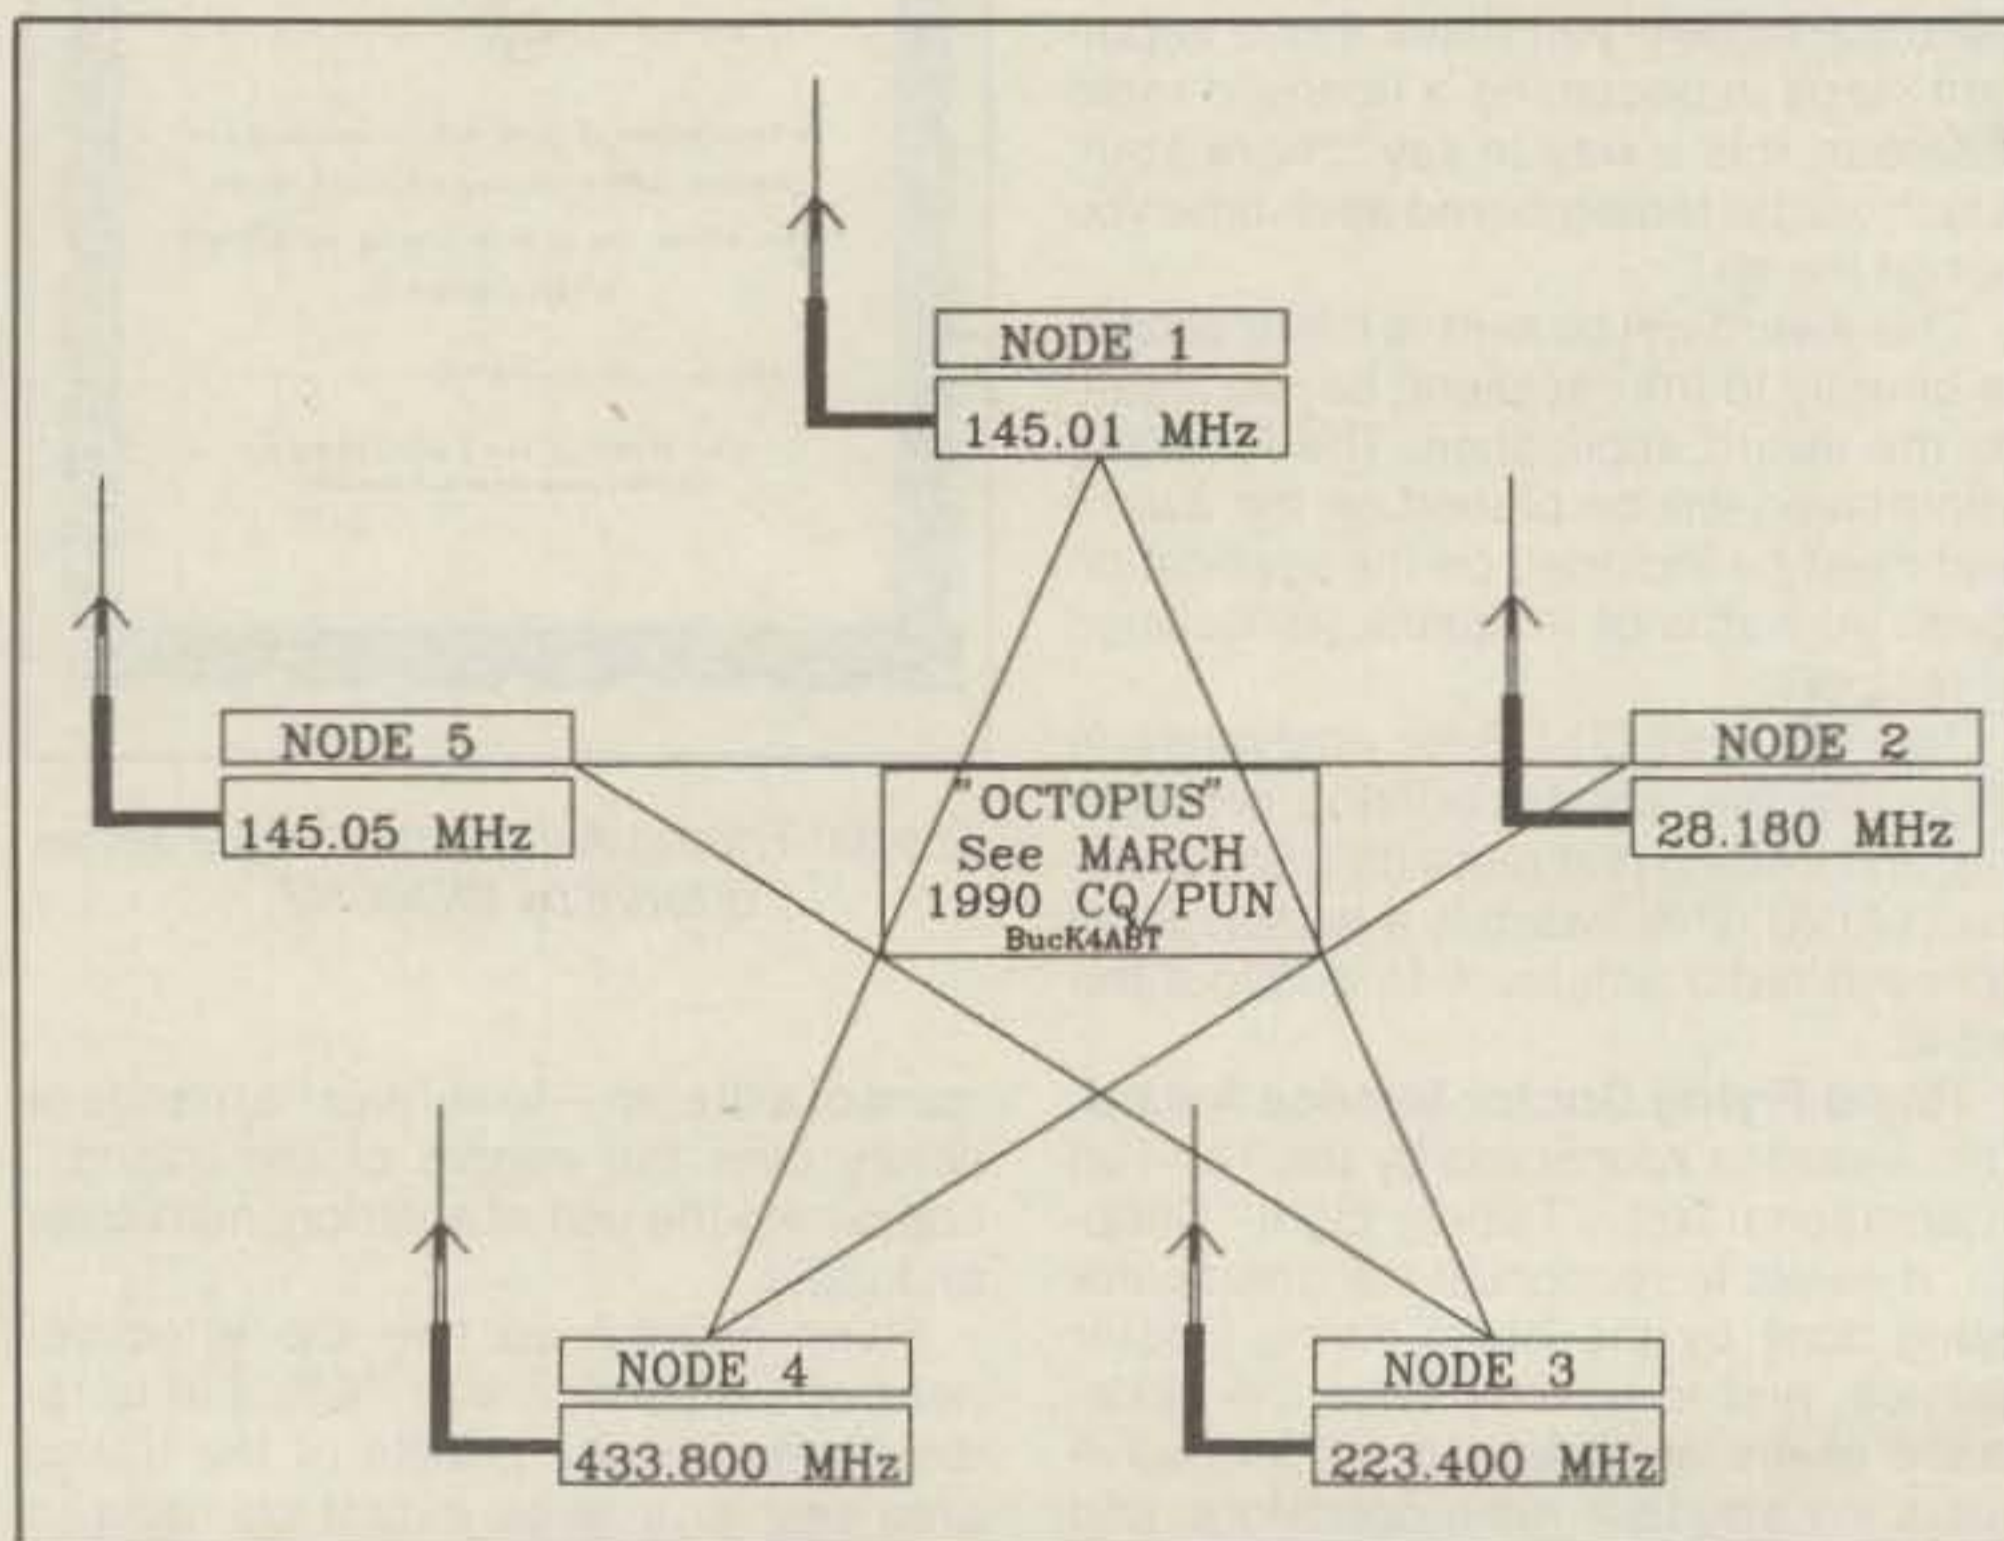 NODE 1
145.01 MHz
NODE 5
145.05 MHz
NODE 2
28.180 MHz
"OCTOPUS"
See MARCH
1990 CQ/PUN
BucK4ABT
NODE 4
433.800 MHz
NODE 3
223.400 MHz